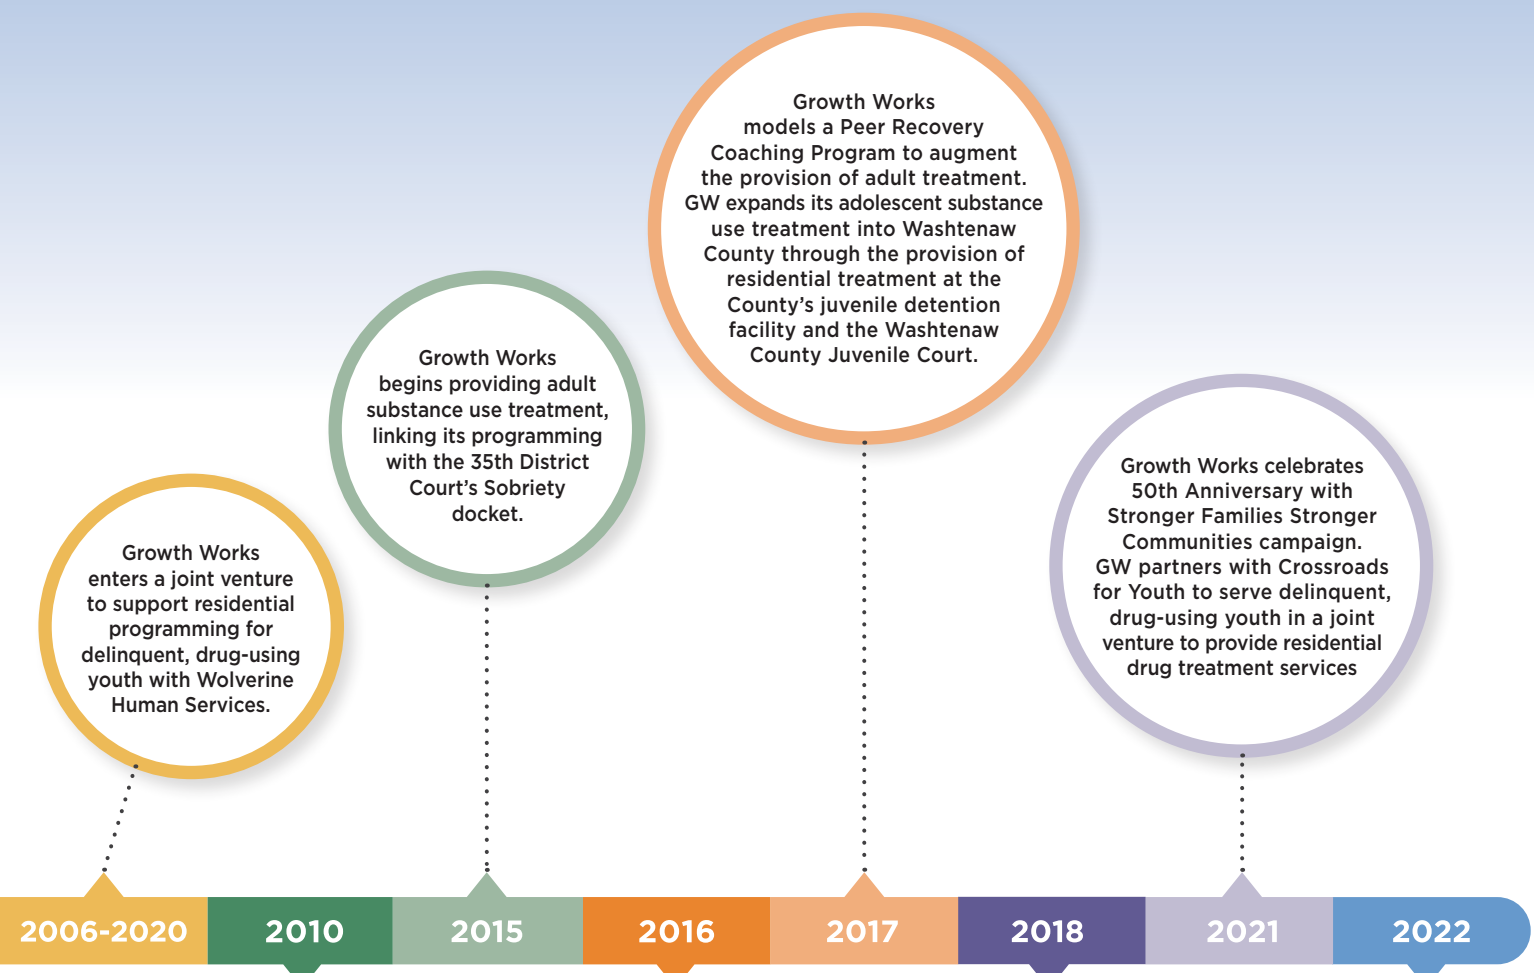 Growth Works
models a Peer Recovery
Coaching Program to augment
the provision of adult treatment.
GW expands its adolescent substance
use treatment into Washtenaw
County through the provision of
residential treatment at the
County's juvenile detention
facility and the Washtenaw
County Juvenile Court.
Growth Works
begins providing adult
substance use treatment,
linking its programming
with the 35th District
Court's Sobriety
docket.
Growth Works celebrates
50th Anniversary with
Stronger Families Stronger
Communities campaign.
GW partners with Crossroads
for Youth to serve delinquent,
drug-using youth in a joint
venture to provide residential
drug treatment services
Growth Works
enters a joint venture
to support residential
programming for
delinquent, drug-using
youth with Wolverine
Human Services.
2006-2020
2010
2015
2016
2017
2018
2021
2022